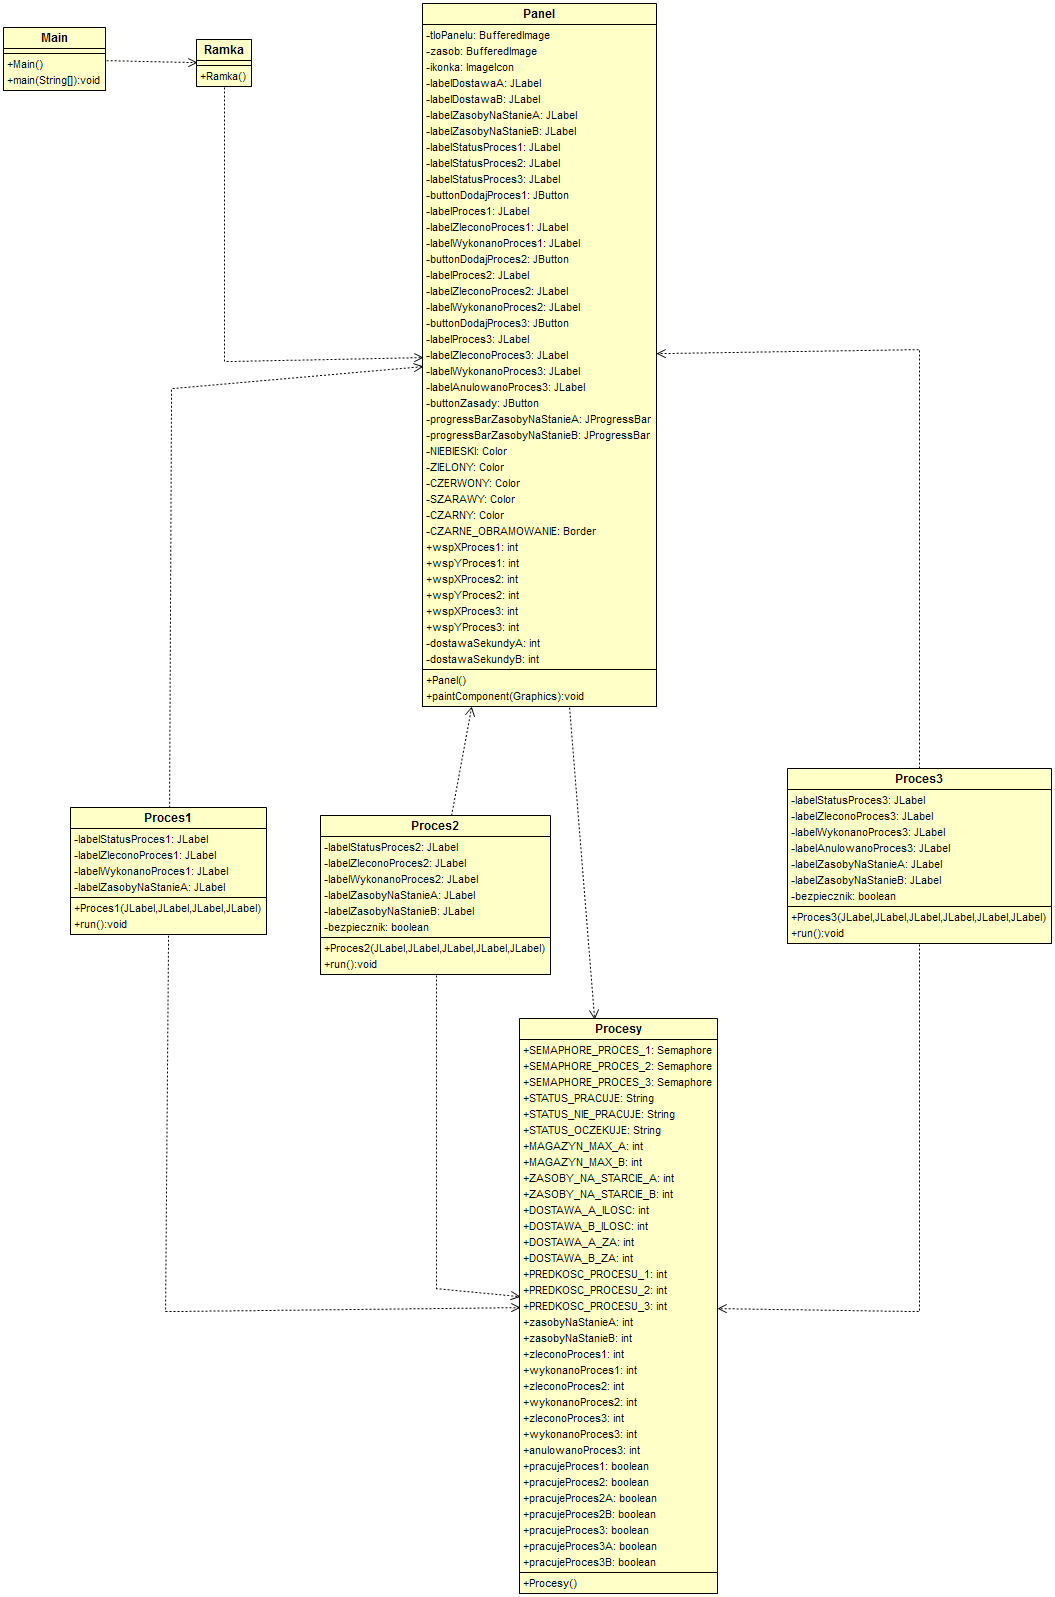 Main
+Main()
+main(String[]):void
Ramka
+Ramka()
Panel
-tloPanelu: BufferedImage
-zasob: BufferedImage
-ikonka: ImageIcon
-labelDostawaA: JLabel
-labelDostawaB: JLabel
-labelZasobyNaStanieA: JLabel
-labelZasobyNaStanieB: JLabel
-labelStatusProces1: JLabel
-labelStatusProces2: JLabel
-labelStatusProces3: JLabel
-buttonDodajProces1: JButton
-labelProces1: JLabel
-labelZleconoProces1: JLabel
-labelWykonanoProces1: JLabel
-buttonDodajProces2: JButton
-labelProces2: JLabel
-labelZleconoProces2: JLabel
-labelWykonanoProces2: JLabel
-buttonDodajProces3: JButton
-labelProces3: JLabel
-labelZleconoProces3: JLabel
-labelWykonanoProces3: JLabel
-labelAnulowanoProces3: JLabel
-buttonZasady: JButton
-progressBarZasobyNaStanieA: JProgressBar
-progressBarZasobyNaStanieB: JProgressBar
-NIEBIESKI: Color
-ZIELONY: Color
-CZERWONY: Color
-SZARAWY: Color
-CZARNY: Color
-CZARNE_OBRAMOWANIE: Border
+wspXProces1: int
+wspYProces1: int
+wspXProces2: int
+wspYProces2: int
+wspXProces3: int
+wspYProces3: int
-dostawaSekundyA: int
-dostawaSekundyB: int
+Panel()
+paintComponent(Graphics):void
Proces1
-labelStatusProces1: JLabel
-labelZleconoProces1: JLabel
-labelWykonanoProces1: JLabel
-labelZasobyNaStanieA: JLabel
+Proces1(JLabel,JLabel,JLabel,JLabel)
+run():void
Proces2
-labelStatusProces2: JLabel
-labelZleconoProces2: JLabel
-labelWykonanoProces2: JLabel
-labelZasobyNaStanieA: JLabel
-labelZasobyNaStanieB: JLabel
-bezpiecznik: boolean
+Proces2(JLabel,JLabel,JLabel,JLabel,JLabel)
+run():void
Proces3
-labelStatusProces3: JLabel
-labelZleconoProces3: JLabel
-labelWykonanoProces3: JLabel
-labelAnulowanoProces3: JLabel
-labelZasobyNaStanieA: JLabel
-labelZasobyNaStanieB: JLabel
-bezpiecznik: boolean
+Proces3(JLabel,JLabel,JLabel,JLabel,JLabel,JLabel)
+run():void
Procesy
+SEMAPHORE_PROCES_1: Semaphore
+SEMAPHORE_PROCES_2: Semaphore
+SEMAPHORE_PROCES_3: Semaphore
+STATUS_PRACUJE: String
+STATUS_NIE_PRACUJE: String
+STATUS_OCZEKUJE: String
+MAGAZYN_MAX_A: int
+MAGAZYN_MAX_B: int
+ZASOBY_NA_STARCIE_A: int
+ZASOBY_NA_STARCIE_B: int
+DOSTAWA_A_ILOSC: int
+DOSTAWA_B_ILOSC: int
+DOSTAWA_A_ZA: int
+DOSTAWA_B_ZA: int
+PREDKOSC_PROCESU_1: int
+PREDKOSC_PROCESU_2: int
+PREDKOSC_PROCESU_3: int
+zasobyNaStanieA: int
+zasobyNaStanieB: int
+zleconoProces1: int
+wykonanoProces1: int
+zleconoProces2: int
+wykonanoProces2: int
+zleconoProces3: int
+wykonanoProces3: int
+anulowanoProces3: int
+pracujeProces1: boolean
+pracujeProces2: boolean
+pracujeProces2A: boolean
+pracujeProces2B: boolean
+pracujeProces3: boolean
+pracujeProces3A: boolean
+pracujeProces3B: boolean
+Procesy()